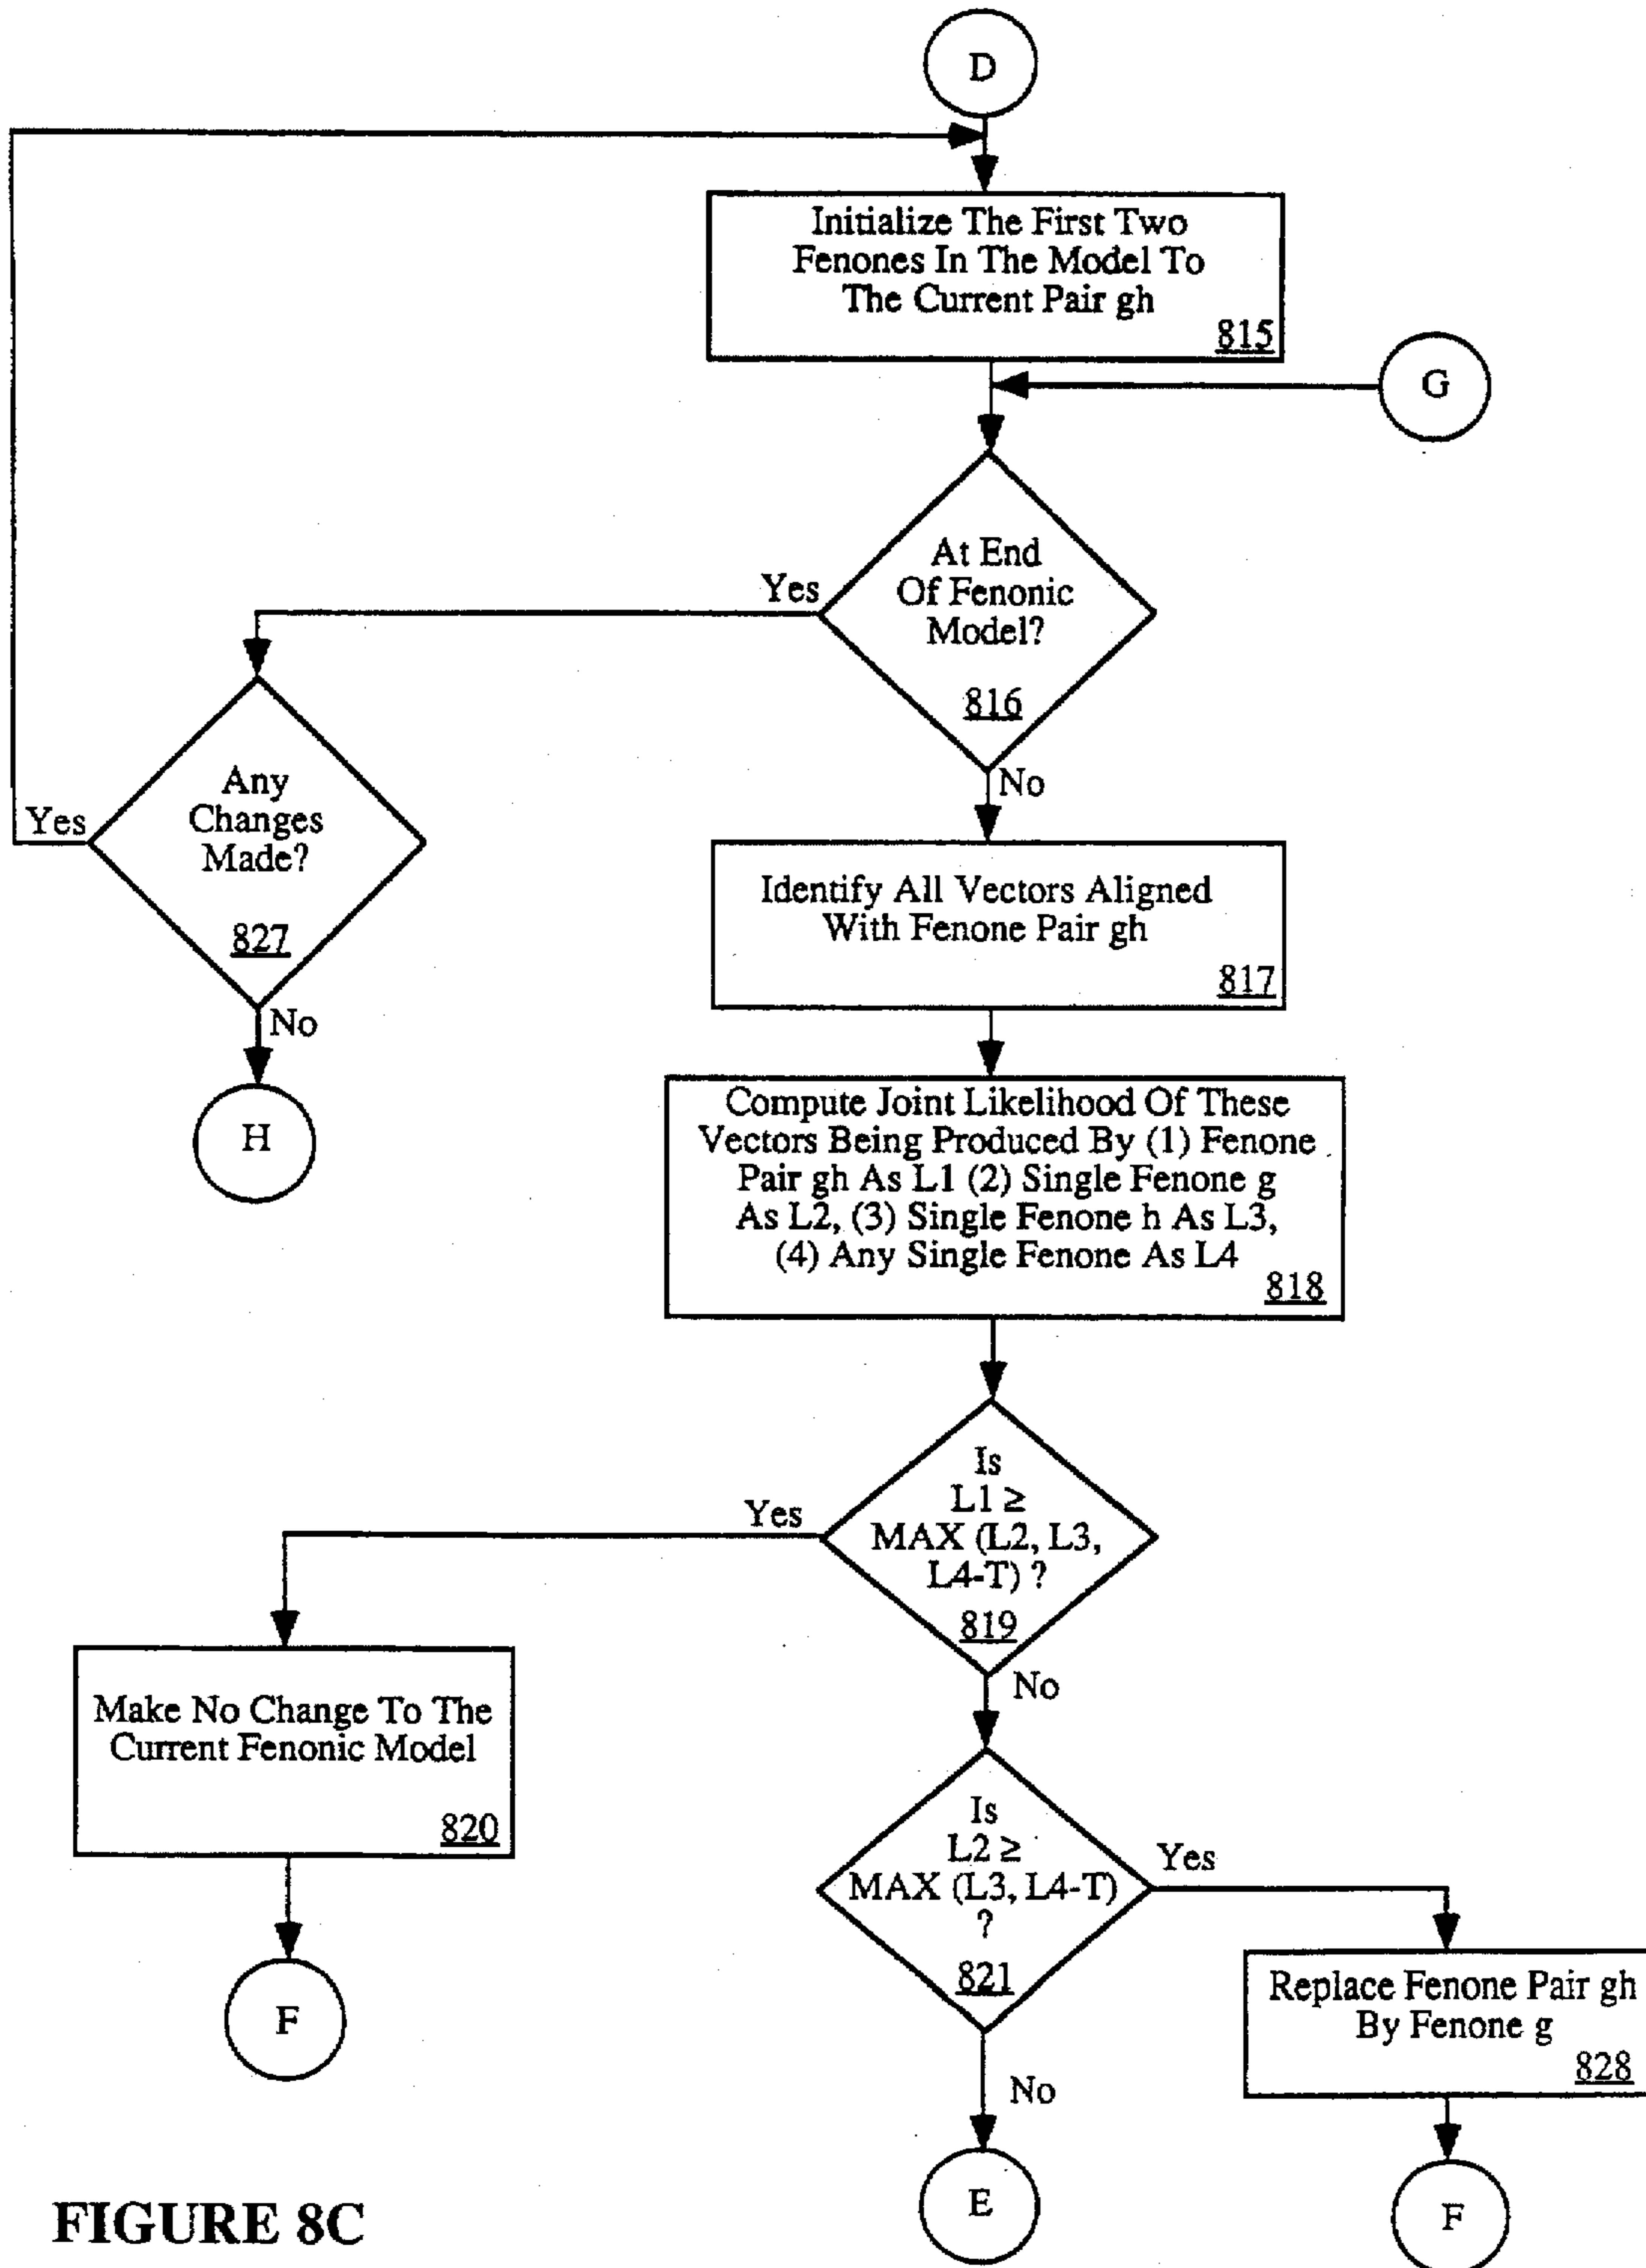 D
Initialize The First Two
Fenones In The Model To
The Current Pair gh
815
G
At End
Of Fenonic
Model?
816
Yes
No
Any
Changes
Made?
827
Yes
No
H
Identify All Vectors Aligned
With Fenone Pair gh
817
Compute Joint Likelihood Of These
Vectors Being Produced By (1) Fenone
Pair gh As L1 (2) Single Fenone g
As L2, (3) Single Fenone h As L3,
(4) Any Single Fenone As L4
818
Is
L1 ≥
MAX (L2, L3,
L4-T) ?
819
Yes
No
Make No Change To The
Current Fenonic Model
820
F
Is
L2 ≥
MAX (L3, L4-T)
?
821
Yes
No
Replace Fenone Pair gh
By Fenone g
828
E
F
FIGURE 8C